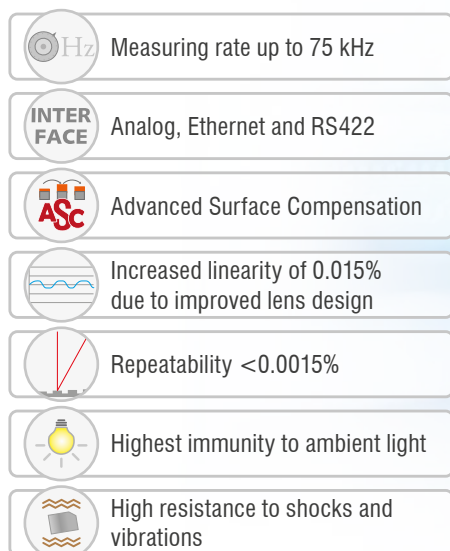 Hz
Measuring rate up to 75 kHz
INTER
FACE
Analog, Ethernet and RS422
ASC
Advanced Surface Compensation
Increased linearity of 0.015%
due to improved lens design
Repeatability <0.0015%
Highest immunity to ambient light
High resistance to shocks and
vibrations